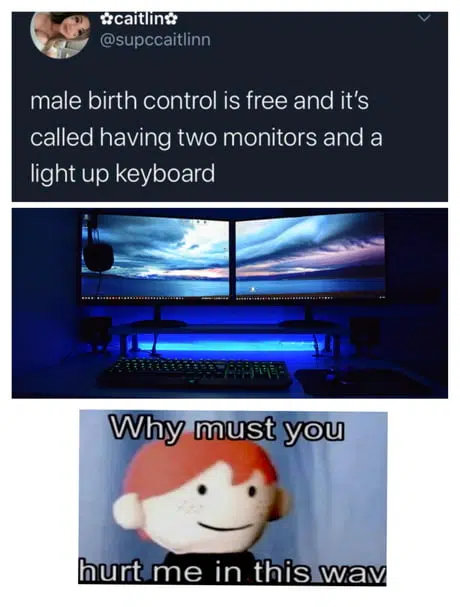 ✿caitlin✿
@supccaitlinn
male birth control is free and it's
called having two monitors and a
light up keyboard
Why must you
hurt me in this way